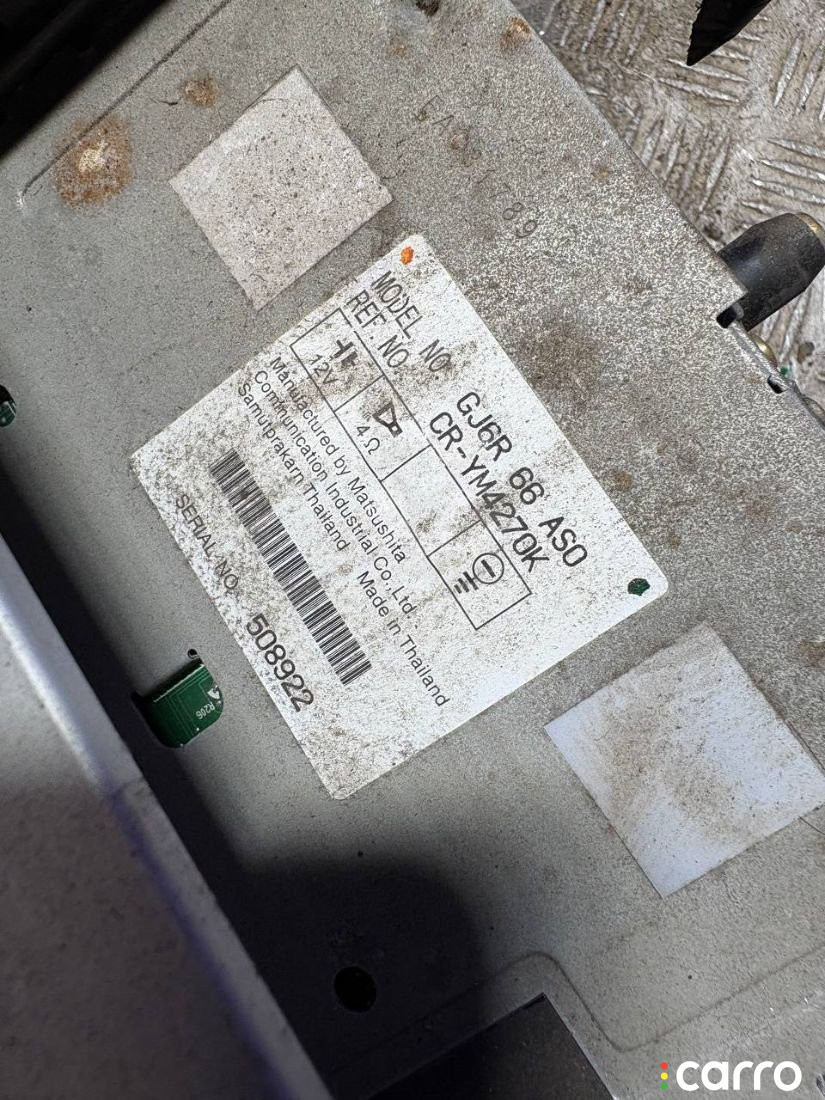 MODEL NO. GJ6R 66 AS0
REF. NO. CR-YM4270K
12V 4Ω
Manufactured by Matsushita
Communication Industrial Co., Ltd.
Samutprakarn Thailand Made in Thailand
SERIAL NO. 508922
R206
carro